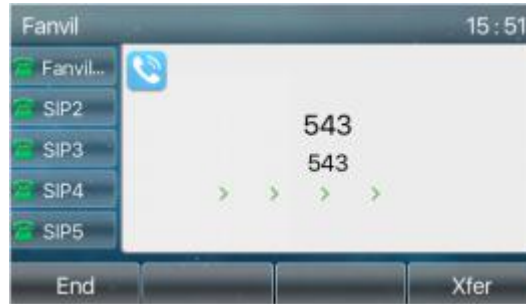 Fanvil 15:51
Fanvil...
SIP2
SIP3
SIP4
SIP5
543
543
End Xfer